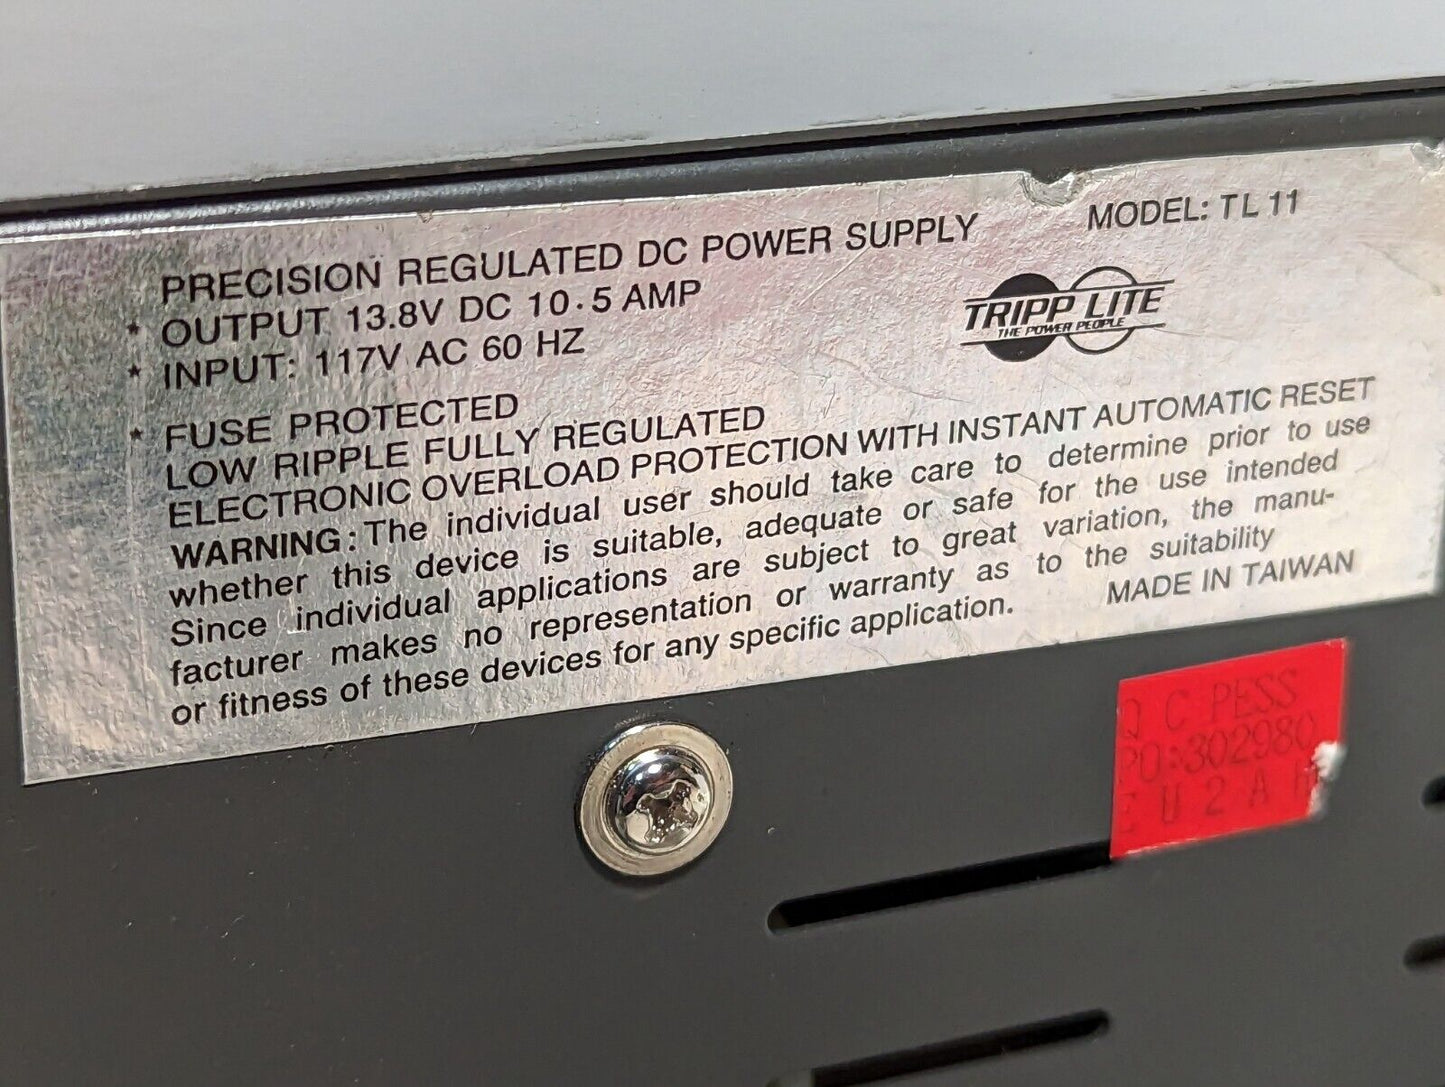 PRECISION REGULATED DC POWER SUPPLY
MODEL: TL 11
* OUTPUT 13.8V DC 10.5 AMP
* INPUT: 117V AC 60 HZ
TRIPP LITE
THE POWER PEOPLE
* FUSE PROTECTED
LOW RIPPLE FULLY REGULATED
ELECTRONIC OVERLOAD PROTECTION WITH INSTANT AUTOMATIC RESET
WARNING: The individual user should take care to determine prior to use
whether this device is suitable, adequate or safe for the use intended
Since individual applications are subject to great variation, the manu-
facturer makes no representation or warranty as to the suitability
or fitness of these devices for any specific application.
MADE IN TAIWAN
Q C PESS
PO:302980
U 2 A